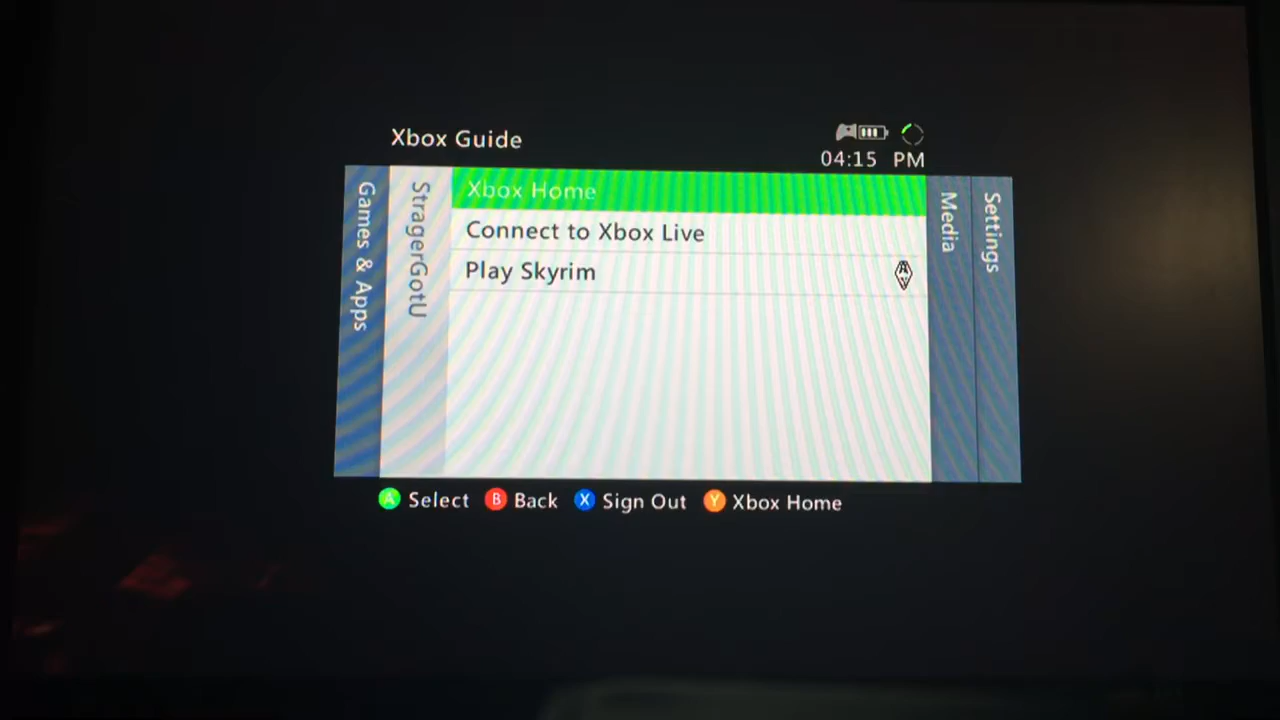 Xbox Guide
04:15 PM
Games & Apps
StragerGotU
Xbox Home
Connect to Xbox Live
Play Skyrim
Media
Settings
A Select B Back X Sign Out Y Xbox Home